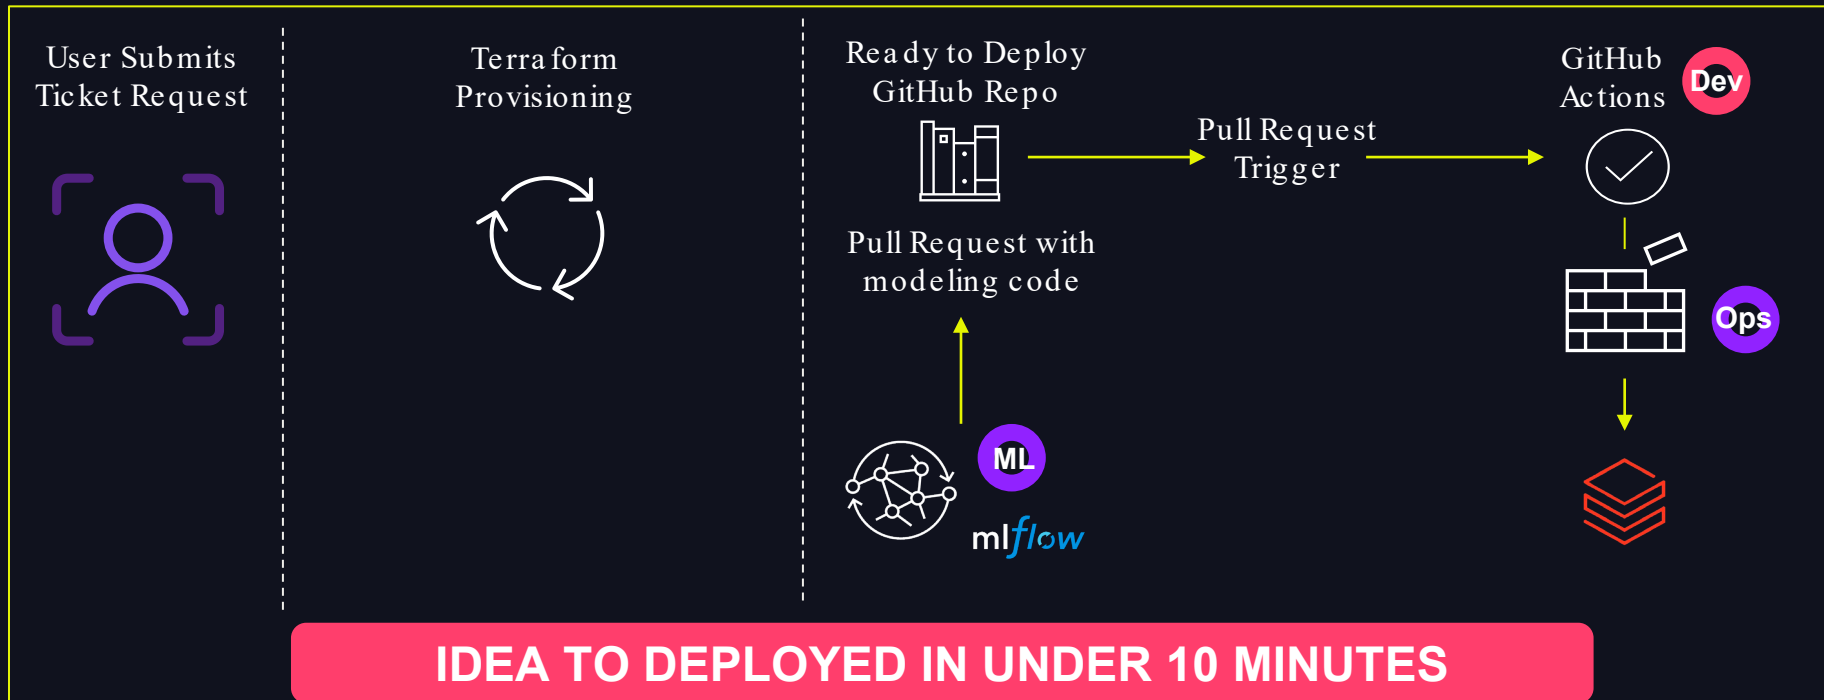 User Submits
Ticket Request
Terraform
Provisioning
Ready to Deploy
GitHub Repo
Pull Request
Trigger
GitHub
Actions
Dev
Pull Request with
modeling code
Ops
ML
mlflow
IDEA TO DEPLOYED IN UNDER 10 MINUTES